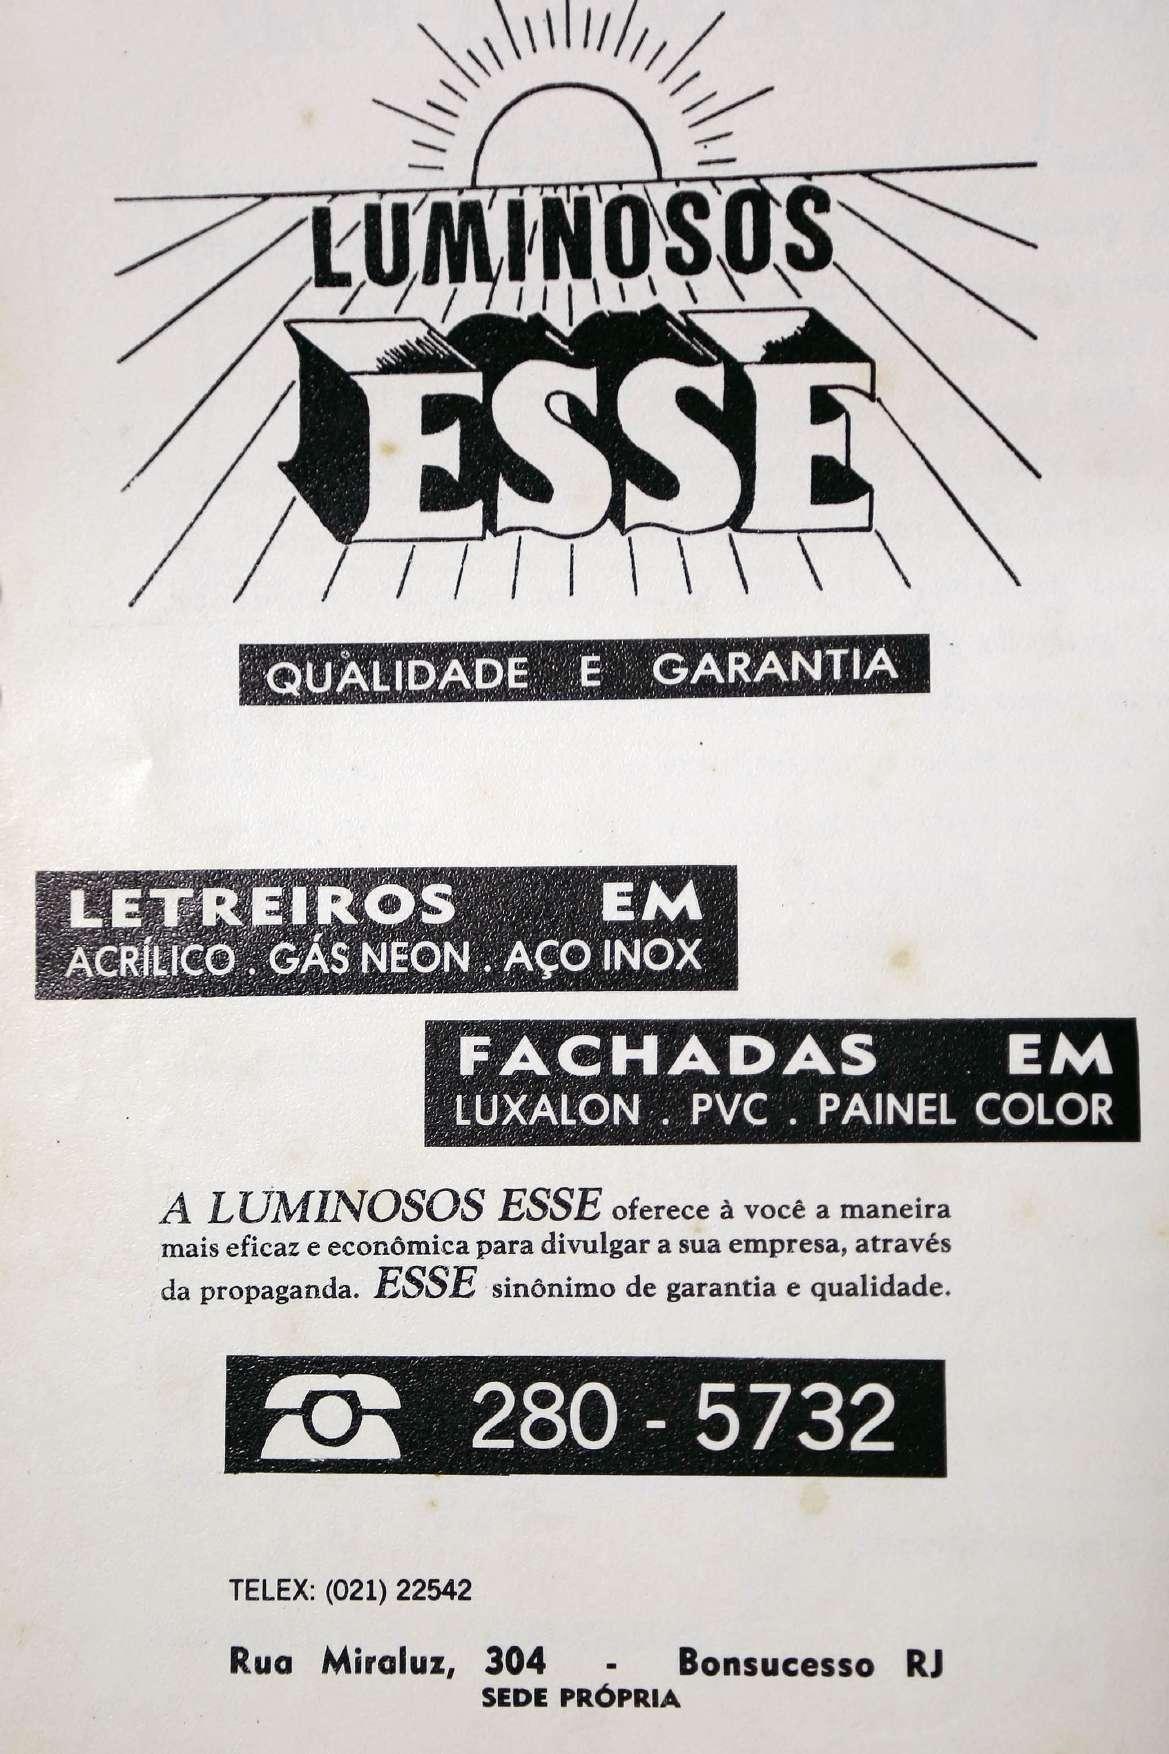 LUMINOSOS
ESSE
QUALIDADE E GARANTIA
LETREIROS EM
ACRÍLICO . GÁS NEON . AÇO INOX
FACHADAS EM
LUXALON . PVC . PAINEL COLOR
A LUMINOSOS ESSE oferece à você a maneira
mais eficaz e econômica para divulgar a sua empresa, através
da propaganda. ESSE sinônimo de garantia e qualidade.
280 - 5732
TELEX: (021) 22542
Rua Miraluz, 304 - Bonsucesso RJ
SEDE PRÓPRIA